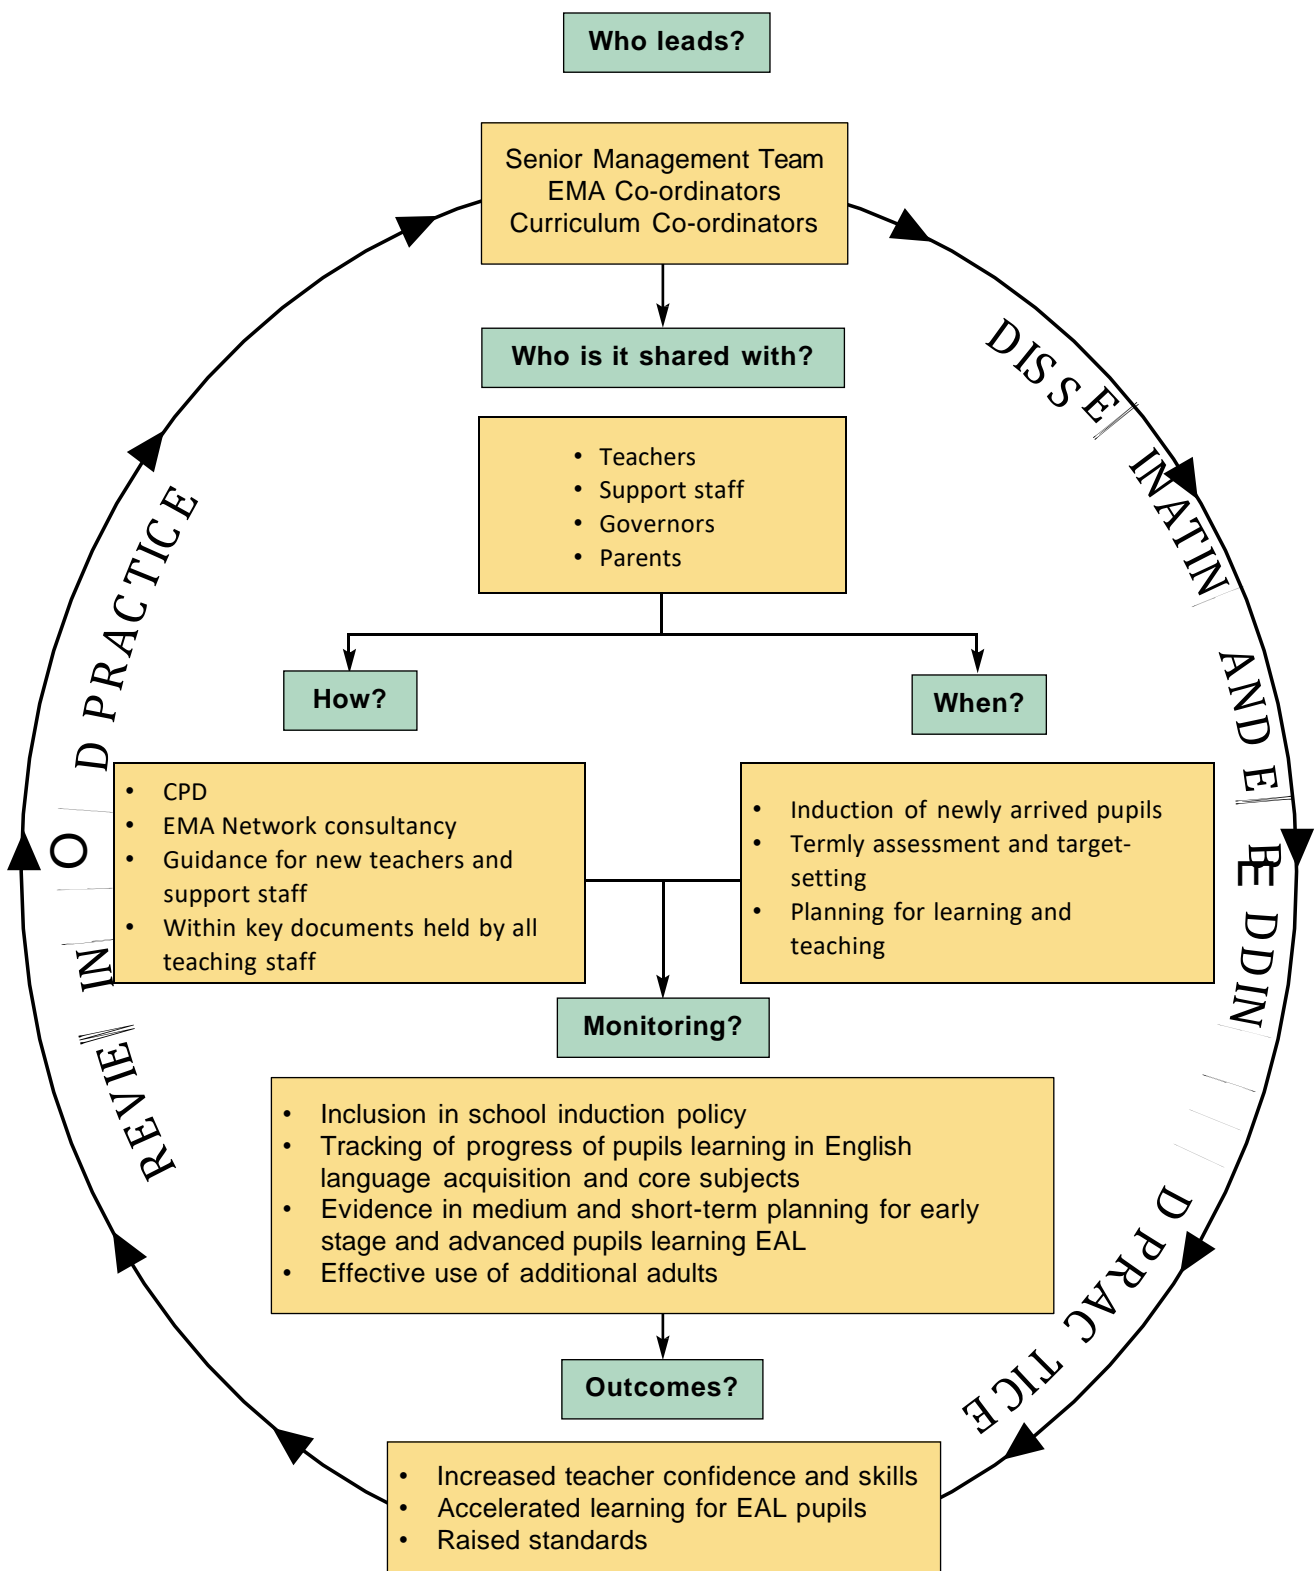 Who leads?
Senior Management Team
EMA Co-ordinators
Curriculum Co-ordinators
Who is it shared with?
• Teachers
• Support staff
• Governors
• Parents
How?
When?
• CPD
• EMA Network consultancy
• Guidance for new teachers and
support staff
• Within key documents held by all
teaching staff
• Induction of newly arrived pupils
• Termly assessment and target-
setting
• Planning for learning and
teaching
Monitoring?
• Inclusion in school induction policy
• Tracking of progress of pupils learning in English
language acquisition and core subjects
• Evidence in medium and short-term planning for early
stage and advanced pupils learning EAL
• Effective use of additional adults
Outcomes?
• Increased teacher confidence and skills
• Accelerated learning for EAL pupils
• Raised standards
DISSE INATIN AND E BEDDIN D PRACTICE
REVIE IN O D PRACTICE